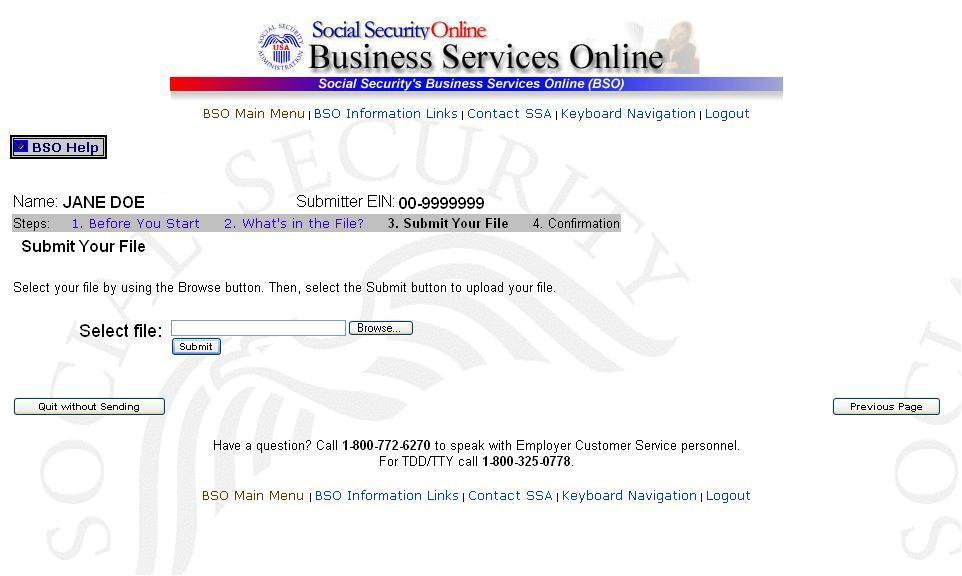 Social Security Online
Business Services Online
SOCIAL SECURITY ADMINISTRATION
USA
Social Security's Business Services Online (BSO)
BSO Main Menu | BSO Information Links | Contact SSA | Keyboard Navigation | Logout
BSO Help
Name: JANE DOE Submitter EIN: 00-9999999
Steps: 1. Before You Start 2. What's in the File? 3. Submit Your File 4. Confirmation
Submit Your File
Select your file by using the Browse button. Then, select the Submit button to upload your file.
Select file: Browse...
Submit
Quit without Sending Previous Page
Have a question? Call 1-800-772-6270 to speak with Employer Customer Service personnel.
For TDD/TTY call 1-800-325-0778.
BSO Main Menu | BSO Information Links | Contact SSA | Keyboard Navigation | Logout
SOCIAL SECURITY